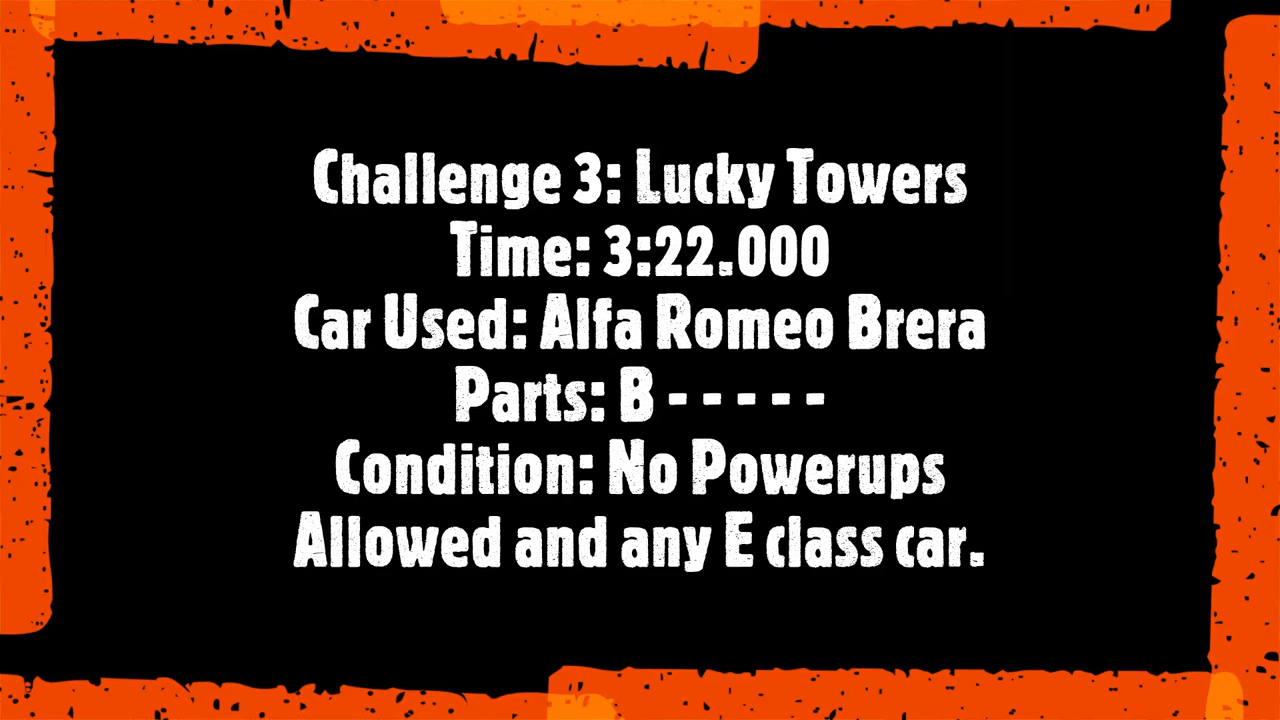 Challenge 3: Lucky Towers
Time: 3:22.000
Car Used: Alfa Romeo Brera
Parts: B - - - - -
Condition: No Powerups
Allowed and any E class car.